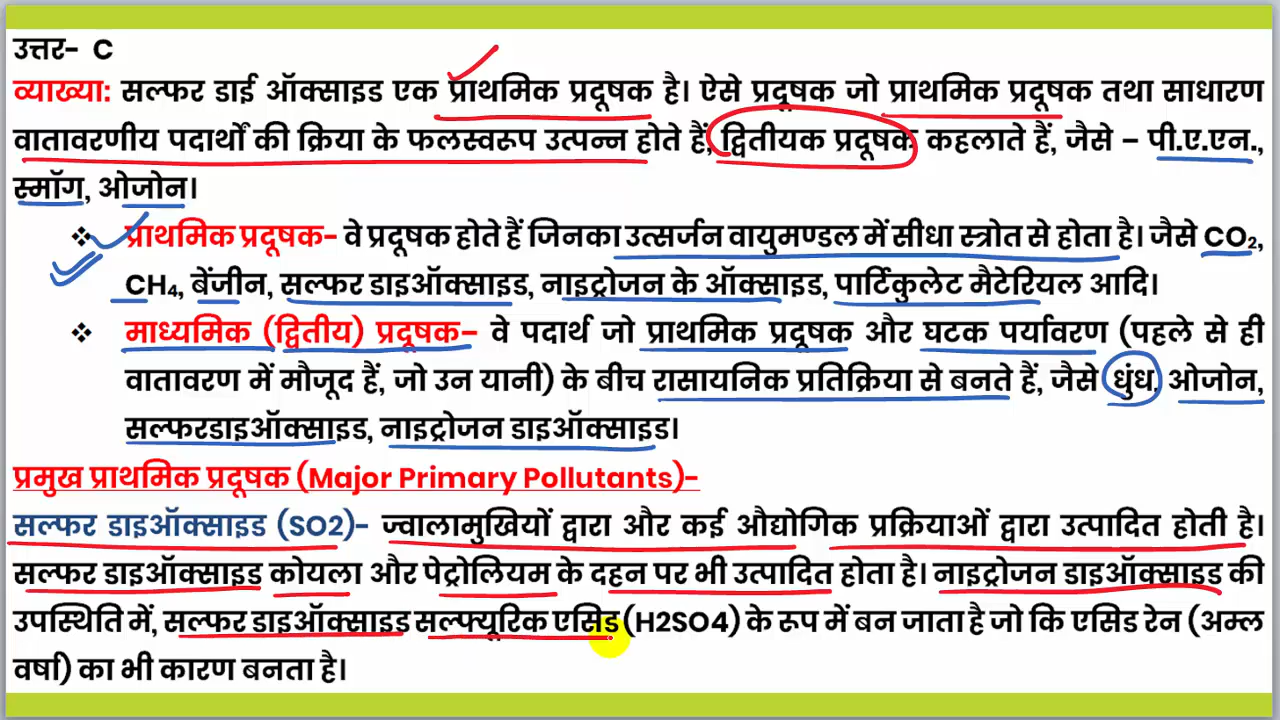 उत्तर- C
व्याख्या: सल्फर डाई ऑक्साइड एक प्राथमिक प्रदूषक है। ऐसे प्रदूषक जो प्राथमिक प्रदूषक तथा साधारण
वातावरणीय पदार्थों की क्रिया के फलस्वरूप उत्पन्न होते हैं, द्वितीयक प्रदूषक कहलाते हैं, जैसे – पी.ए.एन.,
स्मॉग, ओजोन।
❖ प्राथमिक प्रदूषक- वे प्रदूषक होते हैं जिनका उत्सर्जन वायुमण्डल में सीधा स्त्रोत से होता है। जैसे CO₂,
CH₄, बेंजीन, सल्फर डाइऑक्साइड, नाइट्रोजन के ऑक्साइड, पार्टिकुलेट मैटेरियल आदि।
❖ माध्यमिक (द्वितीय) प्रदूषक- वे पदार्थ जो प्राथमिक प्रदूषक और घटक पर्यावरण (पहले से ही
वातावरण में मौजूद हैं, जो उन यानी) के बीच रासायनिक प्रतिक्रिया से बनते हैं, जैसे धुंध, ओजोन,
सल्फरडाइऑक्साइड, नाइट्रोजन डाइऑक्साइड।
प्रमुख प्राथमिक प्रदूषक (Major Primary Pollutants)-
सल्फर डाइऑक्साइड (SO2)- ज्वालामुखियों द्वारा और कई औद्योगिक प्रक्रियाओं द्वारा उत्पादित होती है।
सल्फर डाइऑक्साइड कोयला और पेट्रोलियम के दहन पर भी उत्पादित होता है। नाइट्रोजन डाइऑक्साइड की
उपस्थिति में, सल्फर डाइऑक्साइड सल्फ्यूरिक एसिड (H2SO4) के रूप में बन जाता है जो कि एसिड रेन (अम्ल
वर्षा) का भी कारण बनता है।